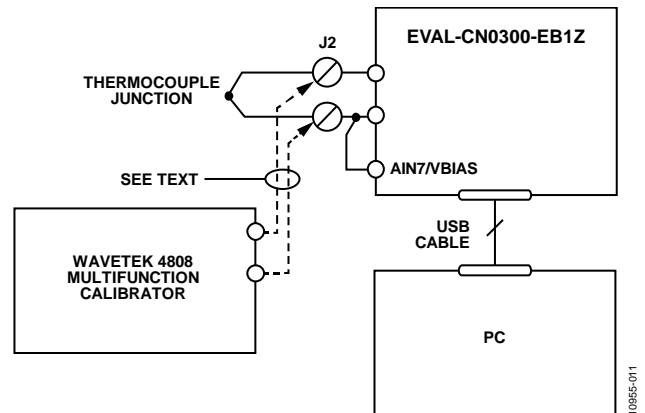 J2
EVAL-CN0300-EB1Z
THERMOCOUPLE
JUNCTION
AIN7/VBIAS
SEE TEXT
USB
CABLE
WAVETEK 4808
MULTIFUNCTION
CALIBRATOR
PC
10955-011